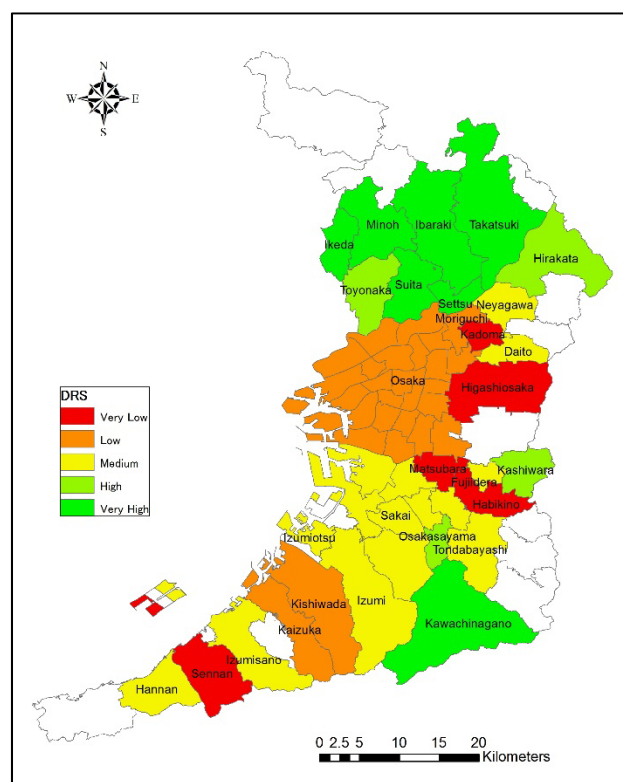 N
W E
S
Minoh
Ibaraki
Takatsuki
Ikeda
Hirakata
Toyonaka
Suita
Settsu
Neyagawa
Moriguchi
Kadoma
Daito
Osaka
Higashiosaka
DRS
Very Low
Low
Medium
High
Very High
Matsubara
Kashiwara
Fujiidera
Habikino
Sakai
Izumiotsu
Osakasayama
Tondabayashi
Kishiwada
Izumi
Kaizuka
Kawachinagano
Izumisano
Sennan
Hannan
0 2.5 5 10 15 20
Kilometers